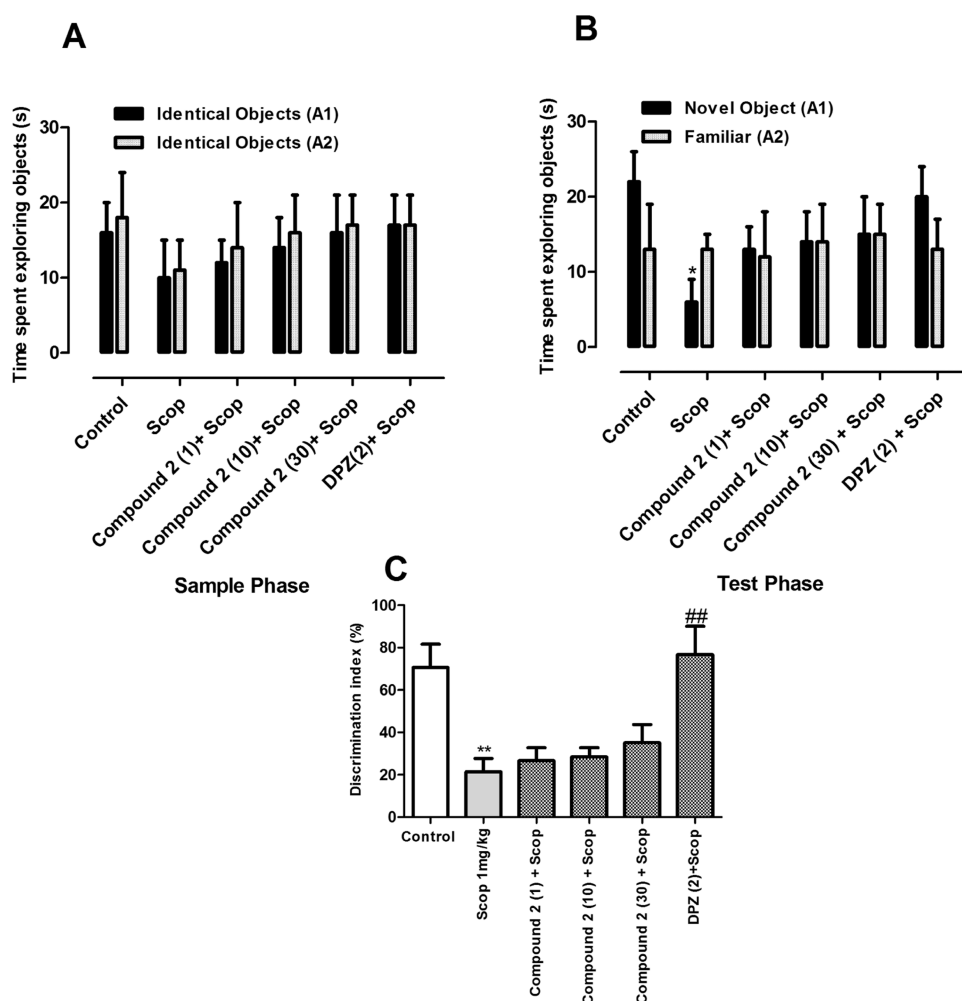 A
Identical Objects (A1)
Identical Objects (A2)
Time spent exploring objects (s)
30
20
10
0
Control
Scop
Compound 2 (1)+ Scop
Compound 2 (10)+ Scop
Compound 2 (30)+ Scop
DPZ(2)+ Scop
Sample Phase
B
Novel Object (A1)
Familiar (A2)
Time spent exploring objects (s)
30
20
10
0
*
Control
Scop
Compound 2 (1)+ Scop
Compound 2 (10)+ Scop
Compound 2 (30) + Scop
DPZ (2) + Scop
Test Phase
C
Discrimination index (%)
100
80
60
40
20
0
**
##
Control
Scop 1mg/kg
Compound 2 (1) + Scop
Compound 2 (10) + Scop
Compound 2 (30) + Scop
DPZ (2)+Scop